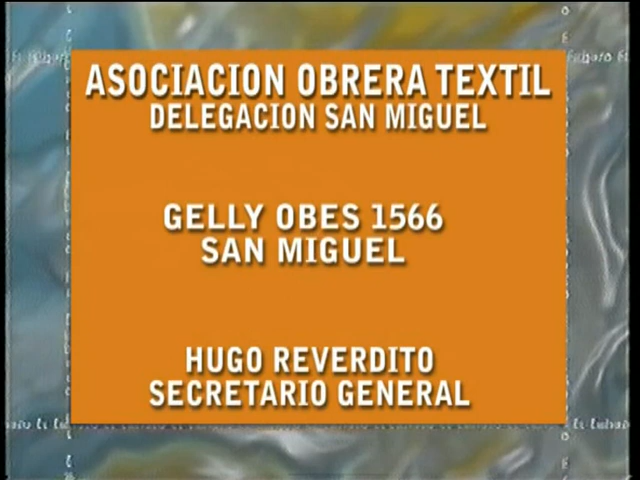 ASOCIACION OBRERA TEXTIL
DELEGACION SAN MIGUEL
GELLY OBES 1566
SAN MIGUEL
HUGO REVERDITO
SECRETARIO GENERAL